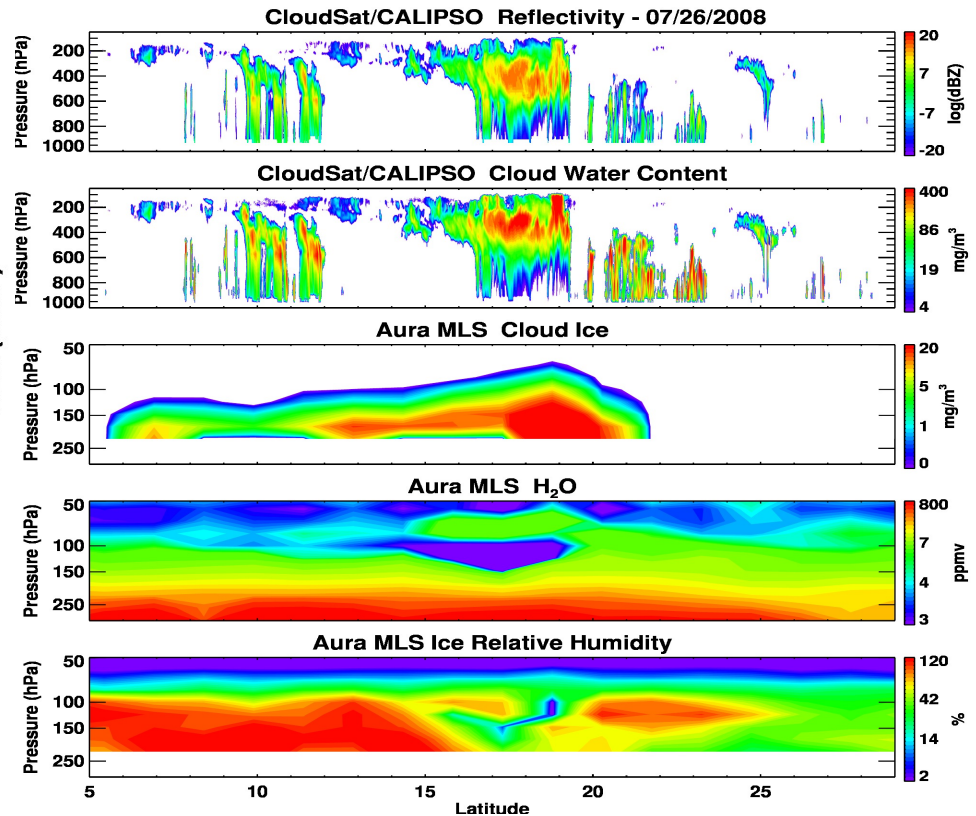 CloudSat/CALIPSO Reflectivity - 07/26/2008
Pressure (hPa)
200
400
600
800
1000
20
7
-7
-20
log(dBZ)
CloudSat/CALIPSO Cloud Water Content
Pressure (hPa)
200
400
600
800
1000
400
86
19
4
mg/m³
Aura MLS Cloud Ice
Pressure (hPa)
50
100
150
250
20
5
1
0
mg/m³
Aura MLS H₂O
Pressure (hPa)
50
100
150
250
800
7
4
3
ppmv
Aura MLS Ice Relative Humidity
Pressure (hPa)
50
100
150
250
120
42
14
2
%
5 10 15 20 25
Latitude